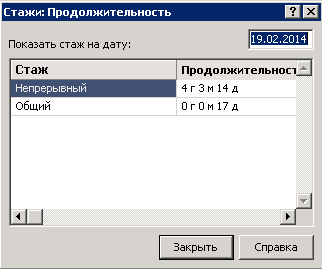 Стажи: Продолжительность
Показать стаж на дату: 19.02.2014
Стаж Продолжительност
Непрерывный 4 г 3 м 14 д
Общий 0 г 0 м 17 д
Закрыть Справка